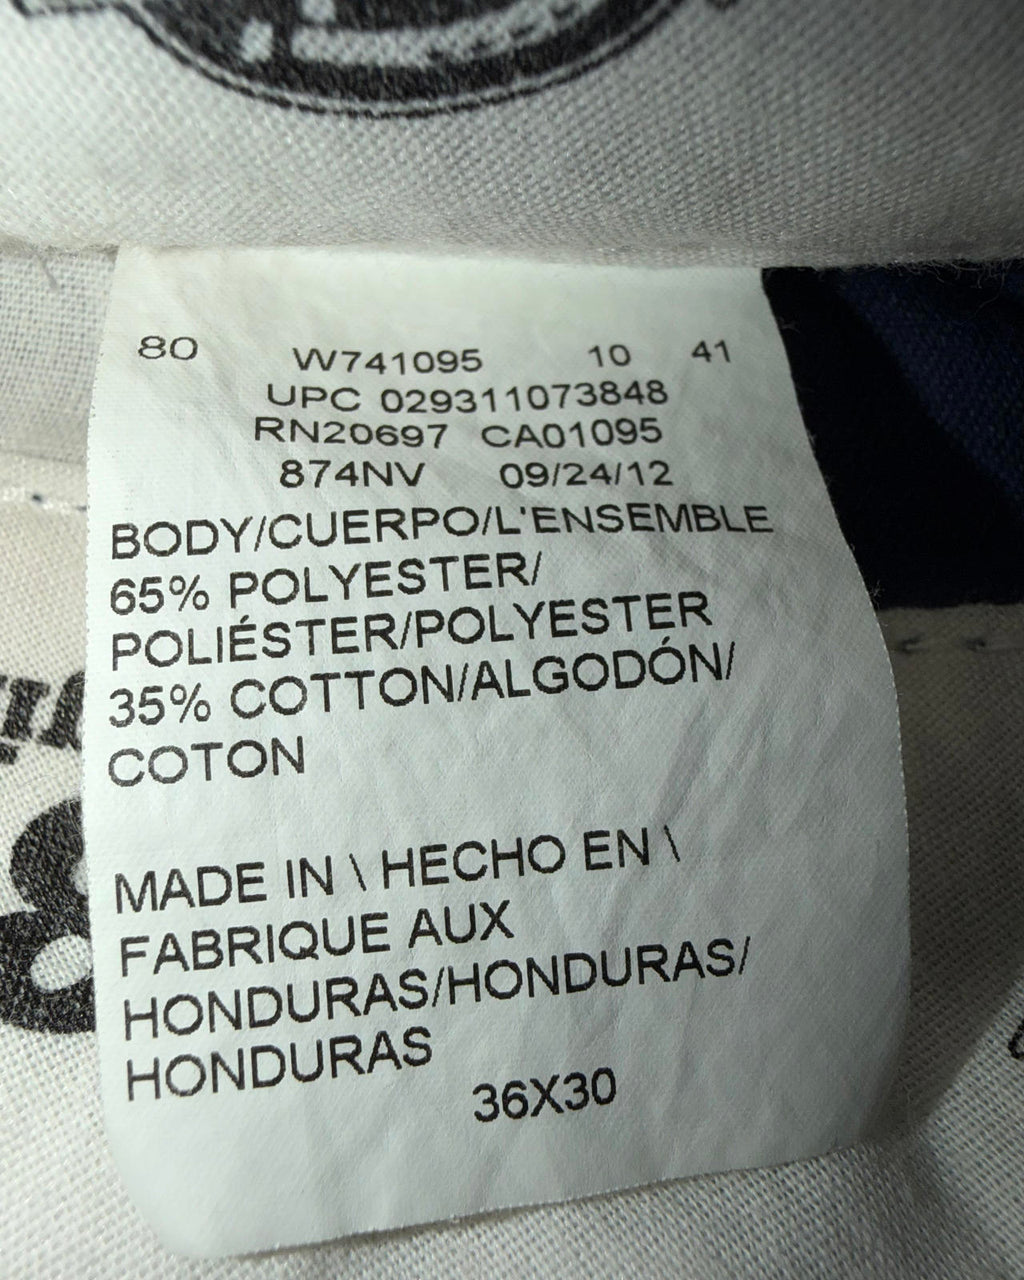 80 W741095 10 41
UPC 029311073848
RN20697 CA01095
874NV 09/24/12
BODY/CUERPO/L'ENSEMBLE
65% POLYESTER/
POLIÉSTER/POLYESTER
35% COTTON/ALGODÓN/
COTON
MADE IN \ HECHO EN \
FABRIQUE AUX
HONDURAS/HONDURAS/
HONDURAS
36X30